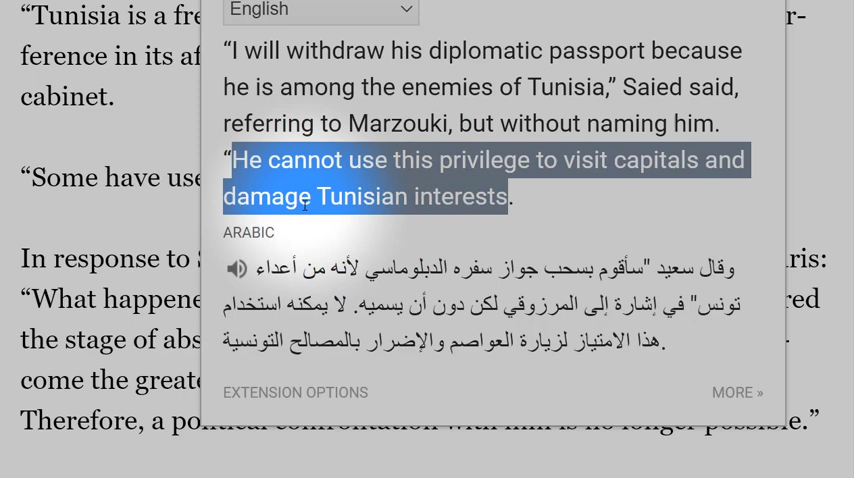 English
“Tunisia is a fre
r-
ference in its af
cabinet.
“Some have use
In response to
ris:
“What happene
red
the stage of abs
-
come the greate
Therefore, a political confrontation with him is no longer possible.”
“I will withdraw his diplomatic passport because
he is among the enemies of Tunisia,” Saied said,
referring to Marzouki, but without naming him.
“He cannot use this privilege to visit capitals and
damage Tunisian interests.
ARABIC
وقال سعيد "سأقوم بسحب جواز سفره الدبلوماسي لأنه من أعداء
تونس" في إشارة إلى المرزوقي لكن دون أن يسميه. لا يمكنه استخدام
هذا الامتياز لزيارة العواصم والإضرار بالمصالح التونسية.
EXTENSION OPTIONS
MORE »